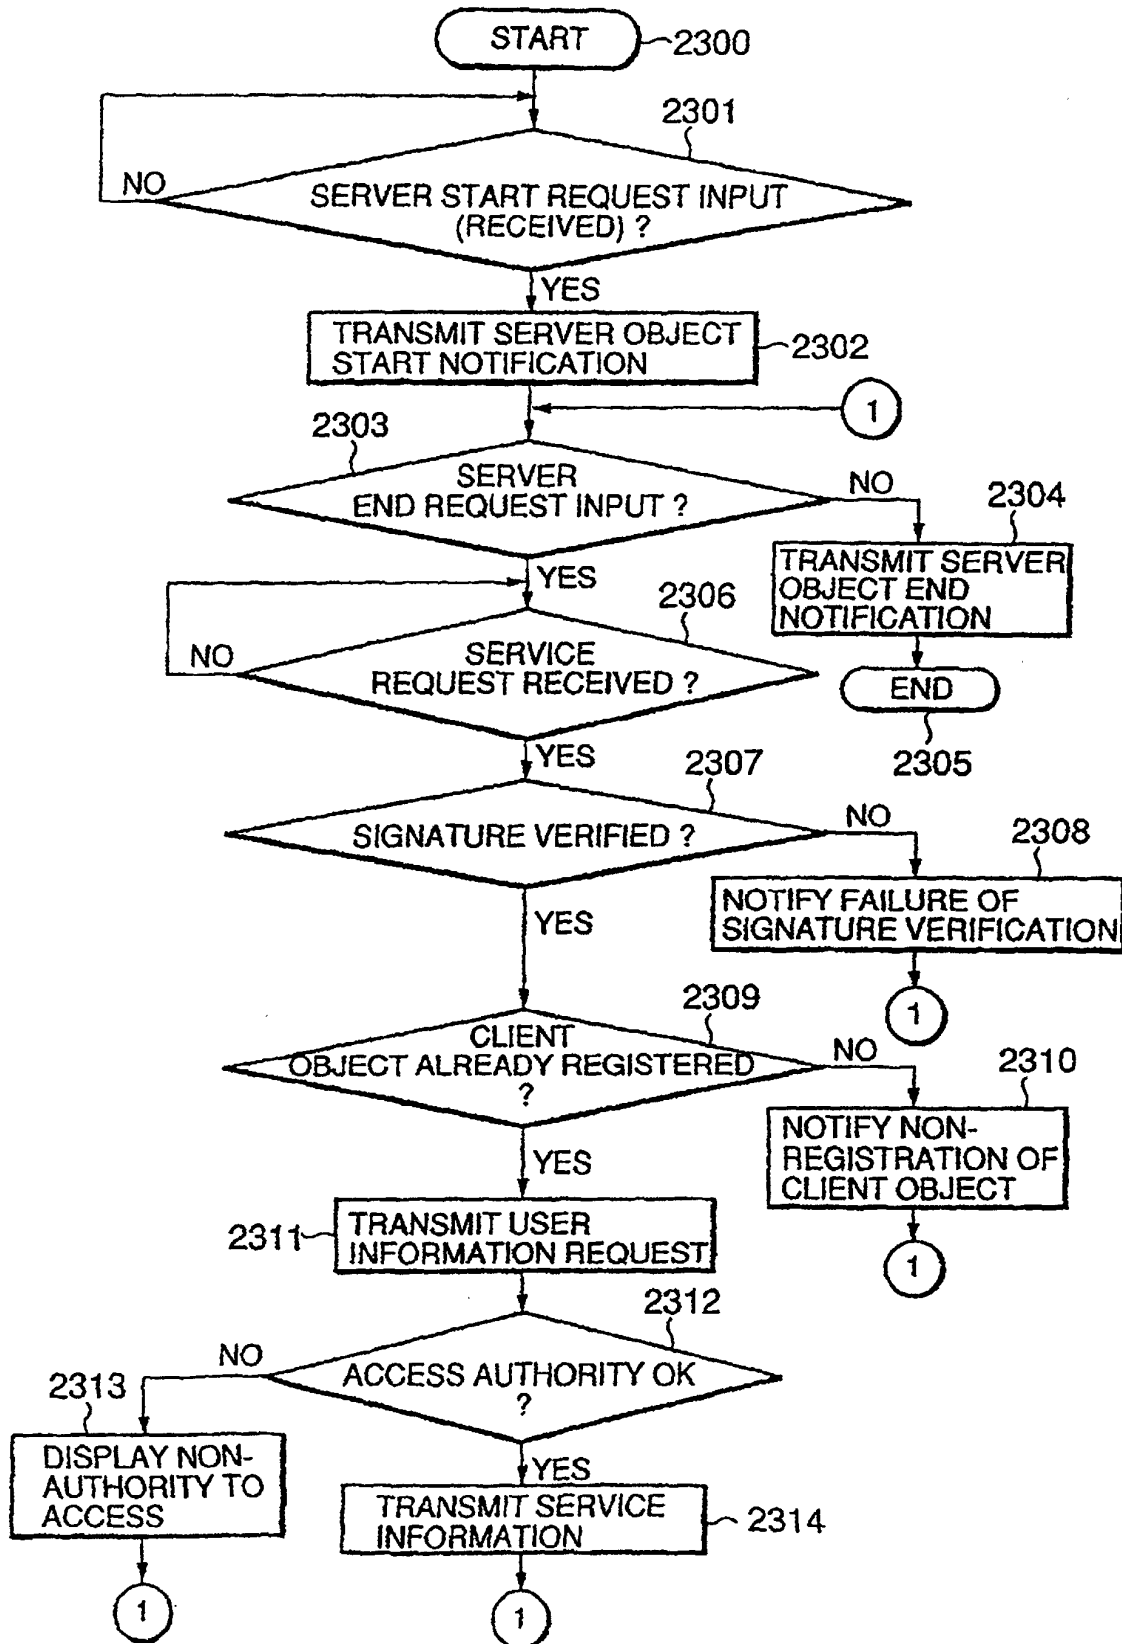 START
2300
2301
NO
SERVER START REQUEST INPUT
(RECEIVED) ?
YES
TRANSMIT SERVER OBJECT
START NOTIFICATION
2302
1
2303
SERVER
END REQUEST INPUT ?
NO
2304
TRANSMIT SERVER
OBJECT END
NOTIFICATION
YES
2306
NO
SERVICE
REQUEST RECEIVED ?
END
2305
YES
2307
SIGNATURE VERIFIED ?
NO
2308
NOTIFY FAILURE OF
SIGNATURE VERIFICATION
1
YES
2309
CLIENT
OBJECT ALREADY REGISTERED
?
NO
2310
NOTIFY NON-
REGISTRATION OF
CLIENT OBJECT
1
YES
2311
TRANSMIT USER
INFORMATION REQUEST
2312
NO
ACCESS AUTHORITY OK
?
2313
DISPLAY NON-
AUTHORITY TO
ACCESS
1
YES
TRANSMIT SERVICE
INFORMATION
2314
1